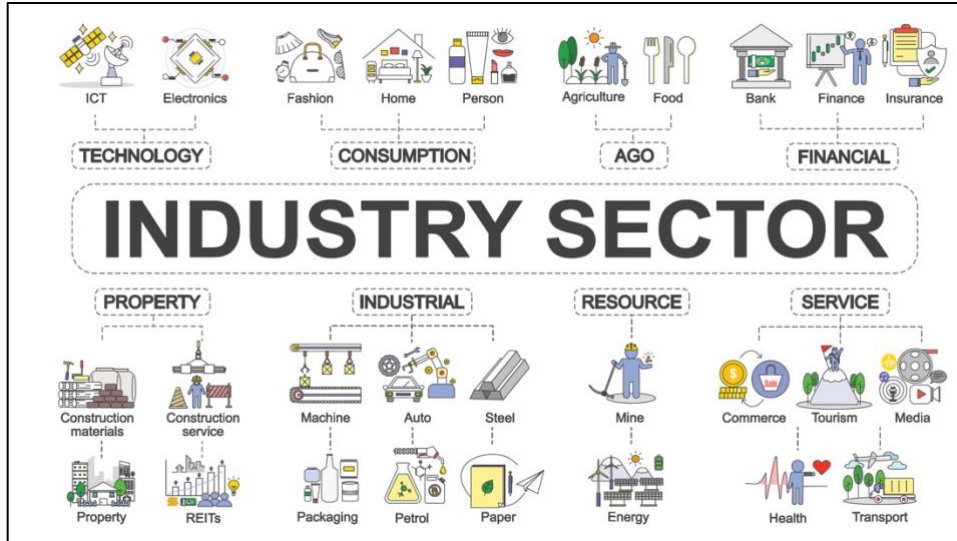 ICT Electronics Fashion Home Person Agriculture Food Bank Finance Insurance
TECHNOLOGY CONSUMPTION AGO FINANCIAL
INDUSTRY SECTOR
PROPERTY INDUSTRIAL RESOURCE SERVICE
Construction materials
Construction service
Machine Auto Steel Mine Commerce Tourism Media
Sale
Property REITs Packaging Petrol Paper Energy Health Transport